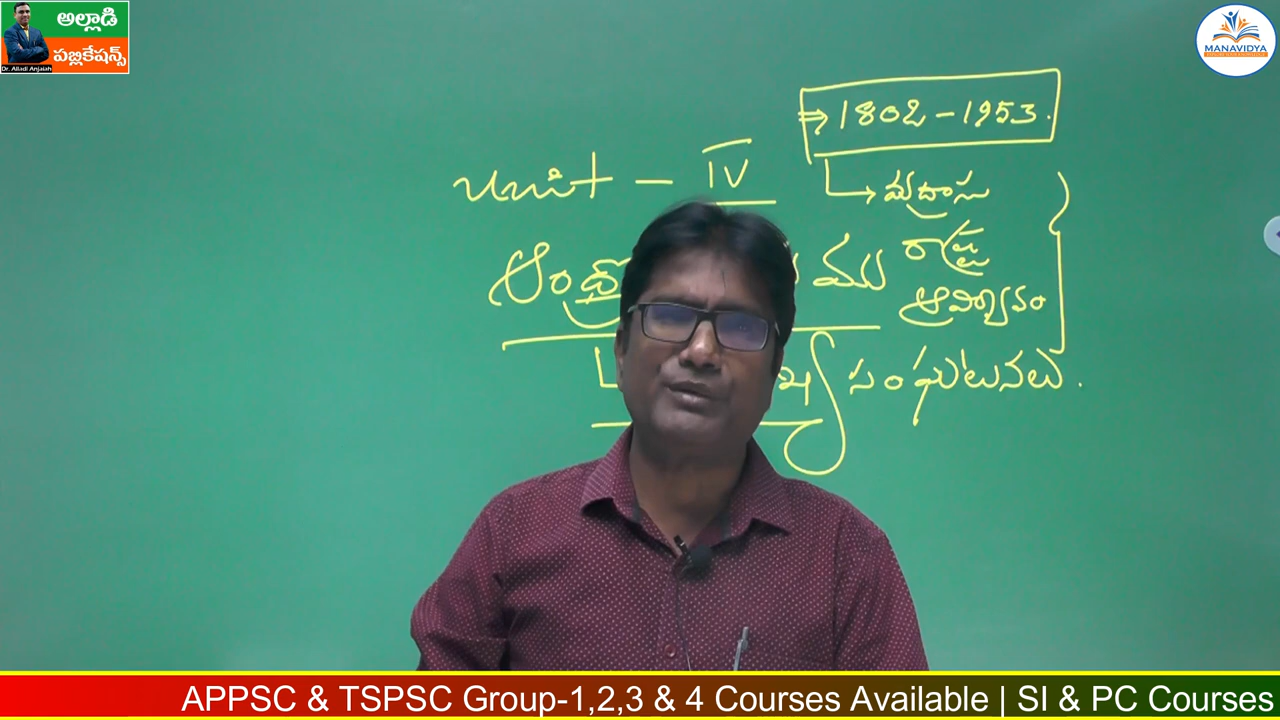 అల్లాడి
పబ్లికేషన్స్
Dr. Alladi Anjaiah
MANAVIDYA
⇒ 1802 - 1953.
Unit - IV
→ మద్రాసు
రాష్ట్ర
సంఘటనలు.
APPSC & TSPSC Group-1,2,3 & 4 Courses Available | SI & PC Courses